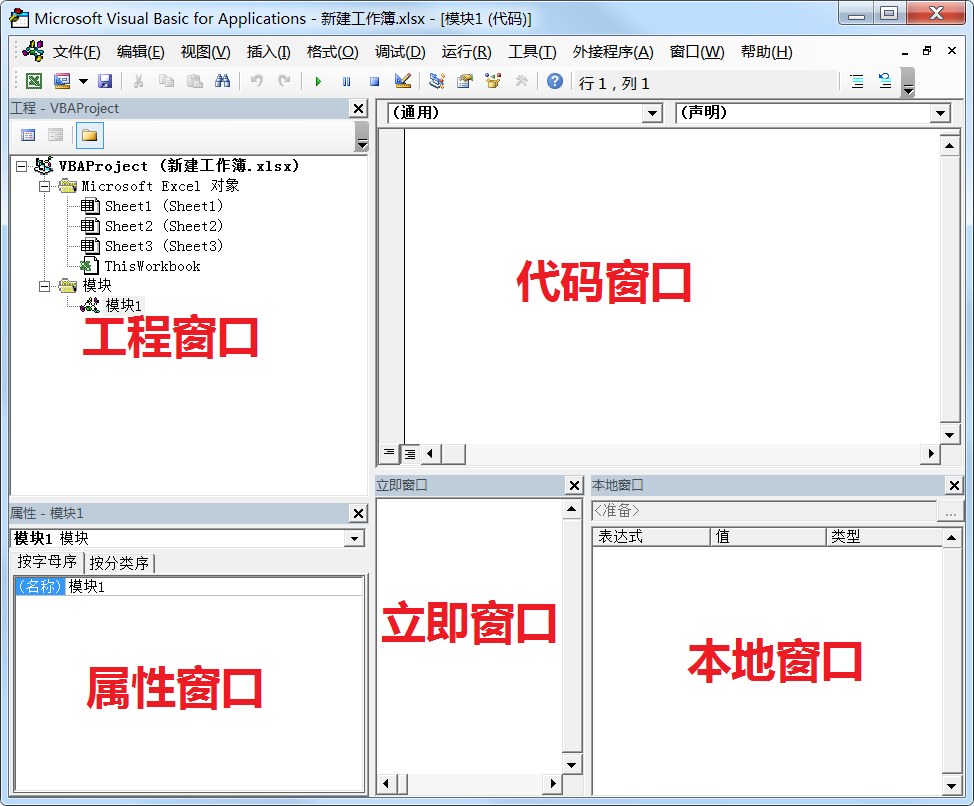 Microsoft Visual Basic for Applications - 新建工作簿.xlsx - [模块1 (代码)]
文件(F) 编辑(E) 视图(V) 插入(I) 格式(O) 调试(D) 运行(R) 工具(T) 外接程序(A) 窗口(W) 帮助(H)
行 1，列 1
工程 - VBAProject
VBAProject (新建工作簿.xlsx)
Microsoft Excel 对象
Sheet1 (Sheet1)
Sheet2 (Sheet2)
Sheet3 (Sheet3)
ThisWorkbook
模块
模块1
工程窗口
(通用) (声明)
代码窗口
属性 - 模块1
模块1 模块
按字母序 按分类序
(名称) 模块1
属性窗口
立即窗口
立即窗口
本地窗口
<准备>
...
表达式 值 类型
本地窗口